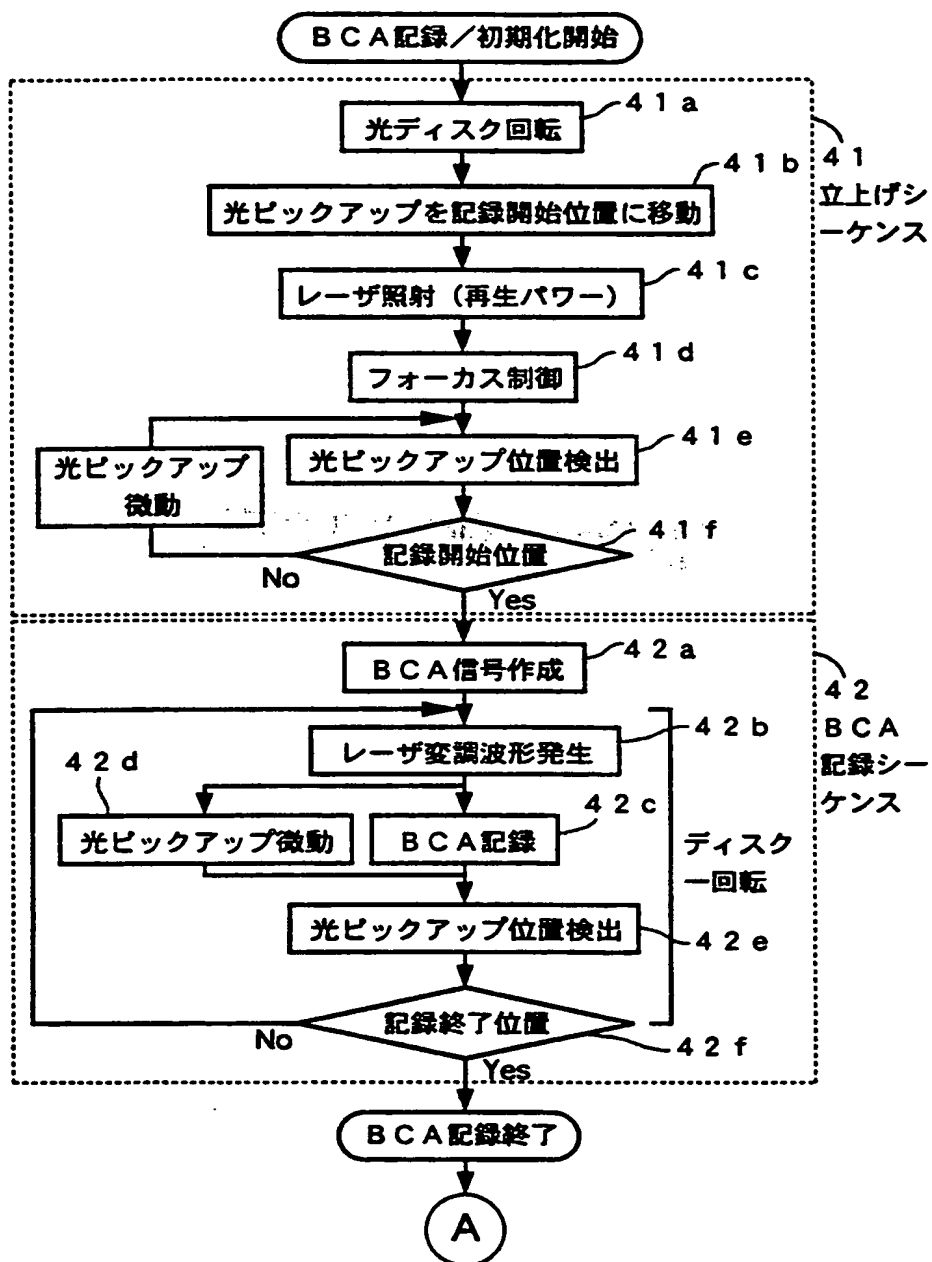 ＢＣＡ記録／初期化開始
４１ａ
光ディスク回転
４１ｂ
光ピックアップを記録開始位置に移動
４１
立上げシ
ーケンス
４１ｃ
レーザ照射（再生パワー）
４１ｄ
フォーカス制御
４１ｅ
光ピックアップ位置検出
光ピックアップ
微動
４１ｆ
記録開始位置
No
Yes
４２ａ
ＢＣＡ信号作成
４２
ＢＣＡ
記録シー
ケンス
４２ｂ
レーザ変調波形発生
４２ｄ
光ピックアップ微動
４２ｃ
ＢＣＡ記録
ディスク
一回転
光ピックアップ位置検出
４２ｅ
記録終了位置
No
４２ｆ
Yes
ＢＣＡ記録終了
A